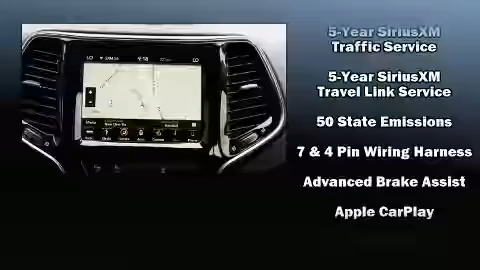 5-Year SiriusXM
Traffic Service
5-Year SiriusXM
Travel Link Service
50 State Emissions
7 & 4 Pin Wiring Harness
Advanced Brake Assist
Apple CarPlay